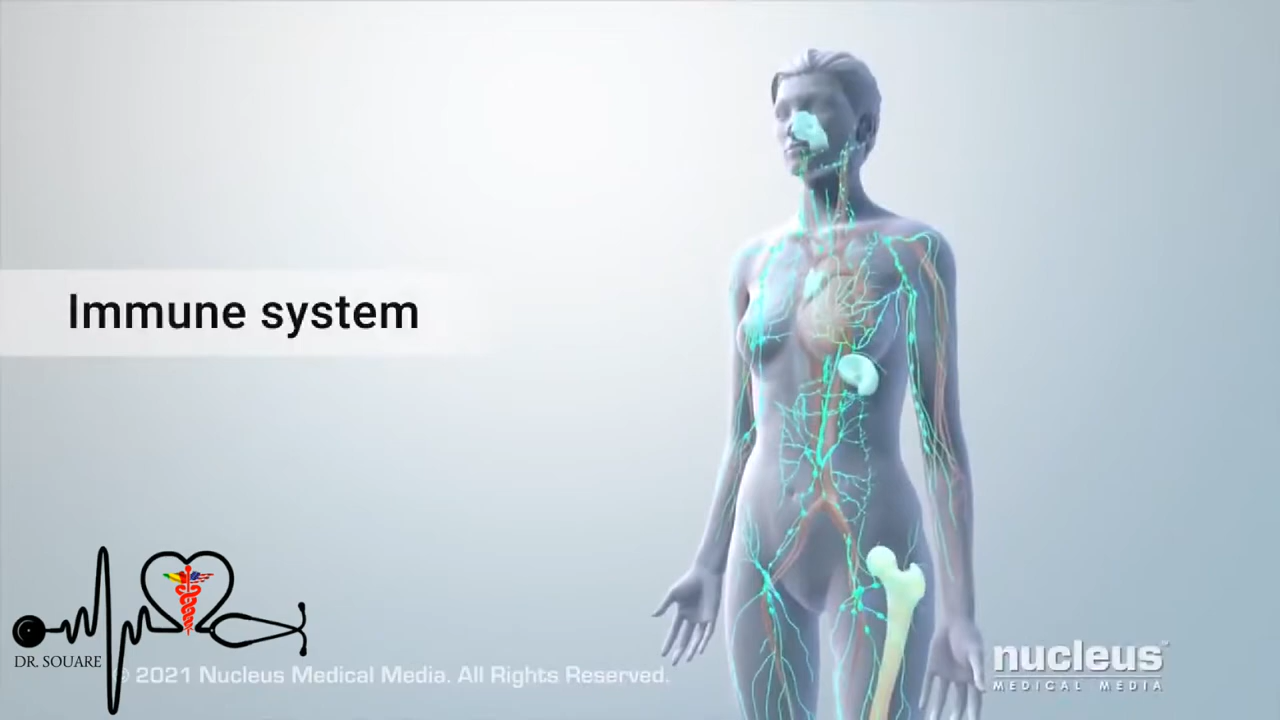 Immune system
DR. SOUARE
© 2021 Nucleus Medical Media. All Rights Reserved.
nucleus
MEDICAL MEDIA